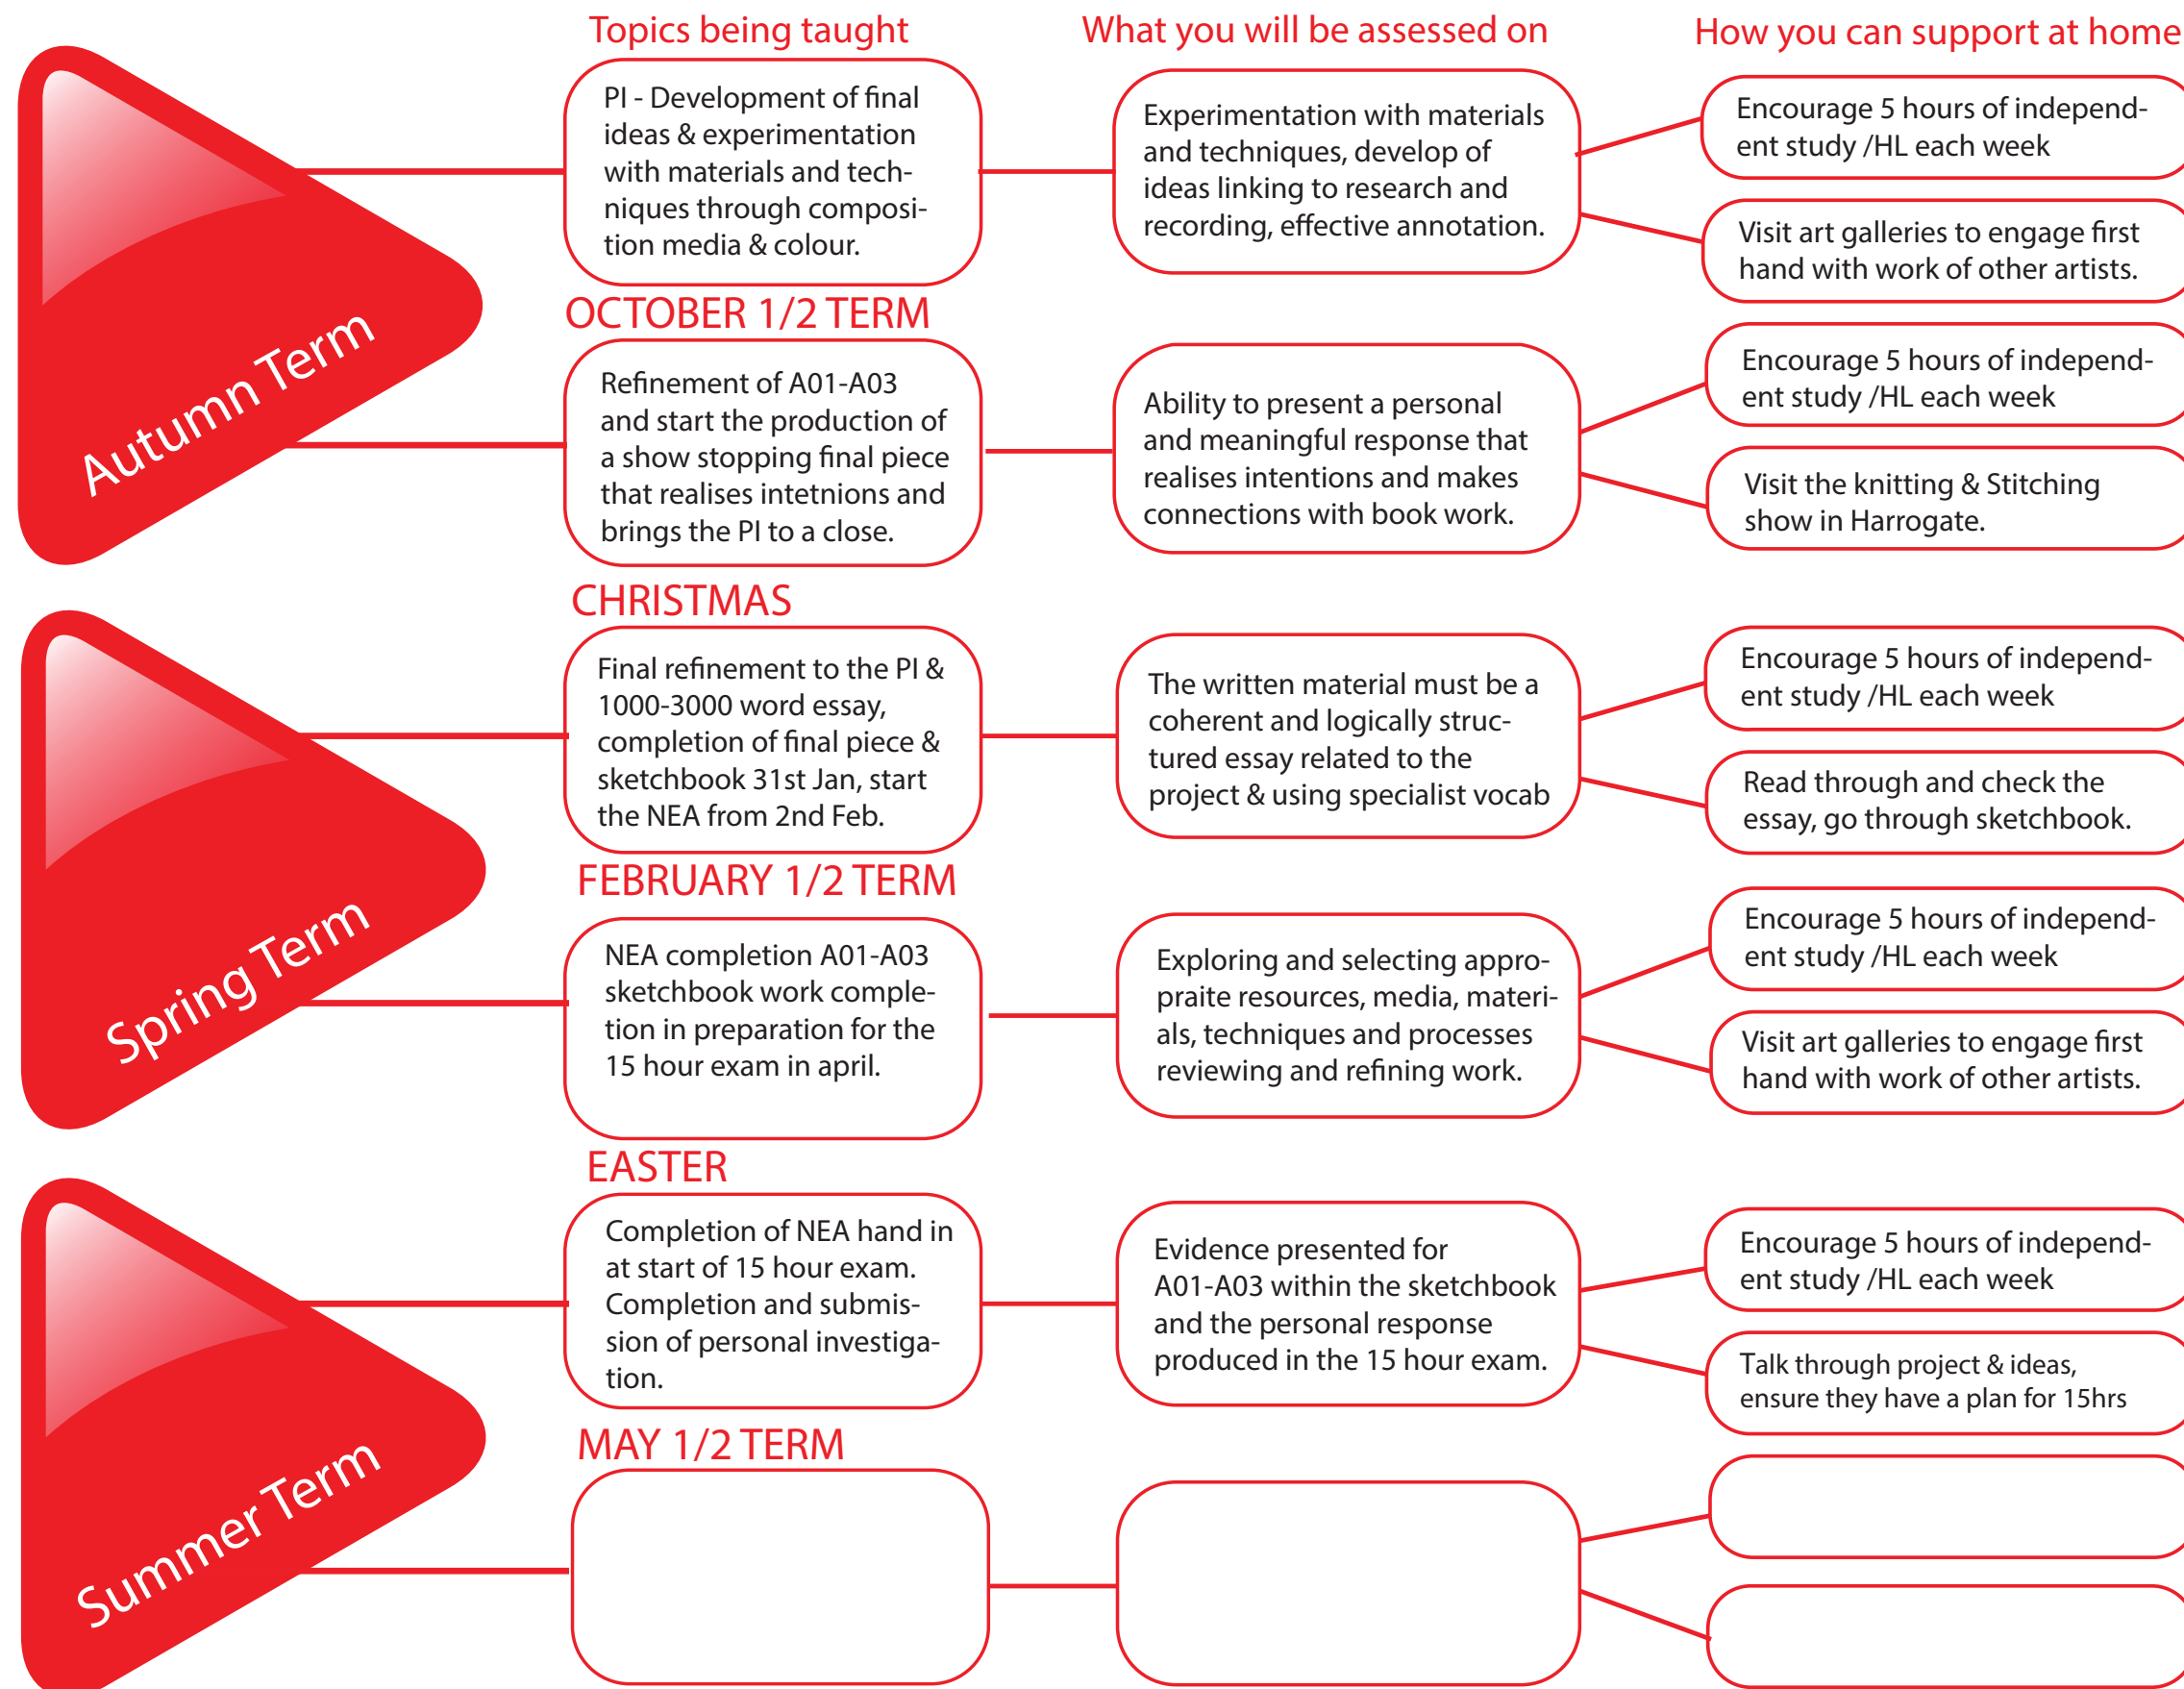 Topics being taught
What you will be assessed on
How you can support at home
Autumn Term
PI - Development of final
ideas & experimentation
with materials and tech-
niques through composi-
tion media & colour.
Experimentation with materials
and techniques, develop of
ideas linking to research and
recording, effective annotation.
Encourage 5 hours of independ-
ent study /HL each week
Visit art galleries to engage first
hand with work of other artists.
OCTOBER 1/2 TERM
Refinement of A01-A03
and start the production of
a show stopping final piece
that realises intetnions and
brings the PI to a close.
Ability to present a personal
and meaningful response that
realises intentions and makes
connections with book work.
Encourage 5 hours of independ-
ent study /HL each week
Visit the knitting & Stitching
show in Harrogate.
CHRISTMAS
Spring Term
Final refinement to the PI &
1000-3000 word essay,
completion of final piece &
sketchbook 31st Jan, start
the NEA from 2nd Feb.
The written material must be a
coherent and logically struc-
tured essay related to the
project & using specialist vocab
Encourage 5 hours of independ-
ent study /HL each week
Read through and check the
essay, go through sketchbook.
FEBRUARY 1/2 TERM
NEA completion A01-A03
sketchbook work comple-
tion in preparation for the
15 hour exam in april.
Exploring and selecting appro-
praite resources, media, materi-
als, techniques and processes
reviewing and refining work.
Encourage 5 hours of independ-
ent study /HL each week
Visit art galleries to engage first
hand with work of other artists.
EASTER
Summer Term
Completion of NEA hand in
at start of 15 hour exam.
Completion and submis-
sion of personal investiga-
tion.
Evidence presented for
A01-A03 within the sketchbook
and the personal response
produced in the 15 hour exam.
Encourage 5 hours of independ-
ent study /HL each week
Talk through project & ideas,
ensure they have a plan for 15hrs
MAY 1/2 TERM